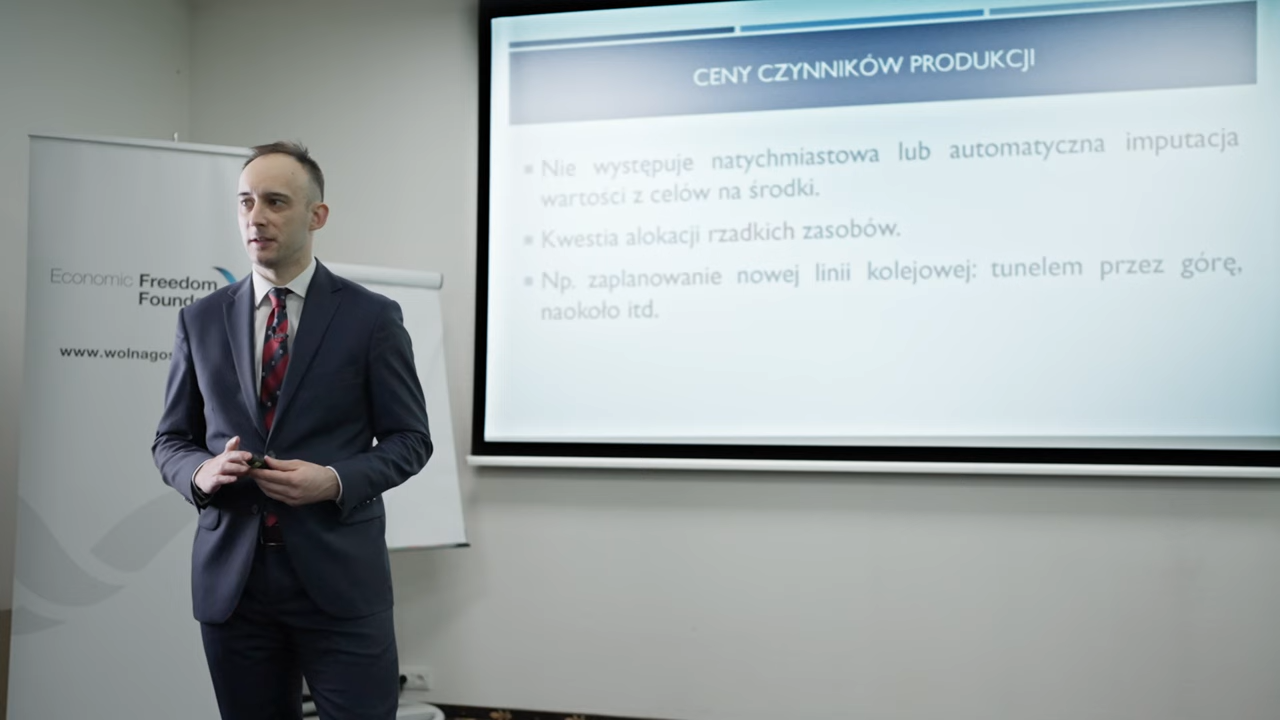 CENY CZYNNIKÓW PRODUKCJI
Nie występuje natychmiastowa lub automatyczna imputacja
wartości z celów na środki.
Kwestia alokacji rzadkich zasobów.
Np. zaplanowanie nowej linii kolejowej: tunelem przez górę,
naokoło itd.
Economic Freedom
www.wolnagos